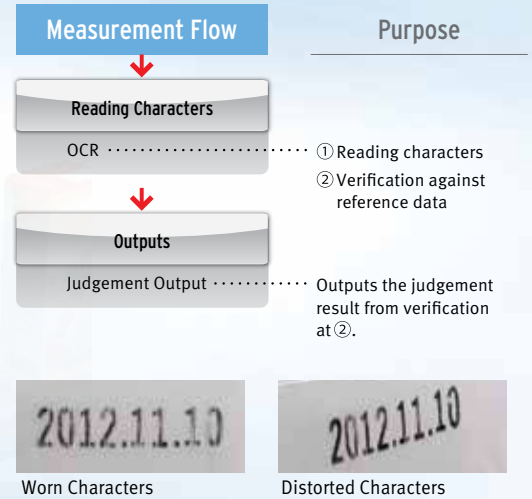 Measurement Flow
Purpose
Reading Characters
OCR
①Reading characters
②Verification against
reference data
Outputs
Judgement Output
Outputs the judgement
result from verification
at②.
2012.11.10
2012.11.10
Worn Characters
Distorted Characters